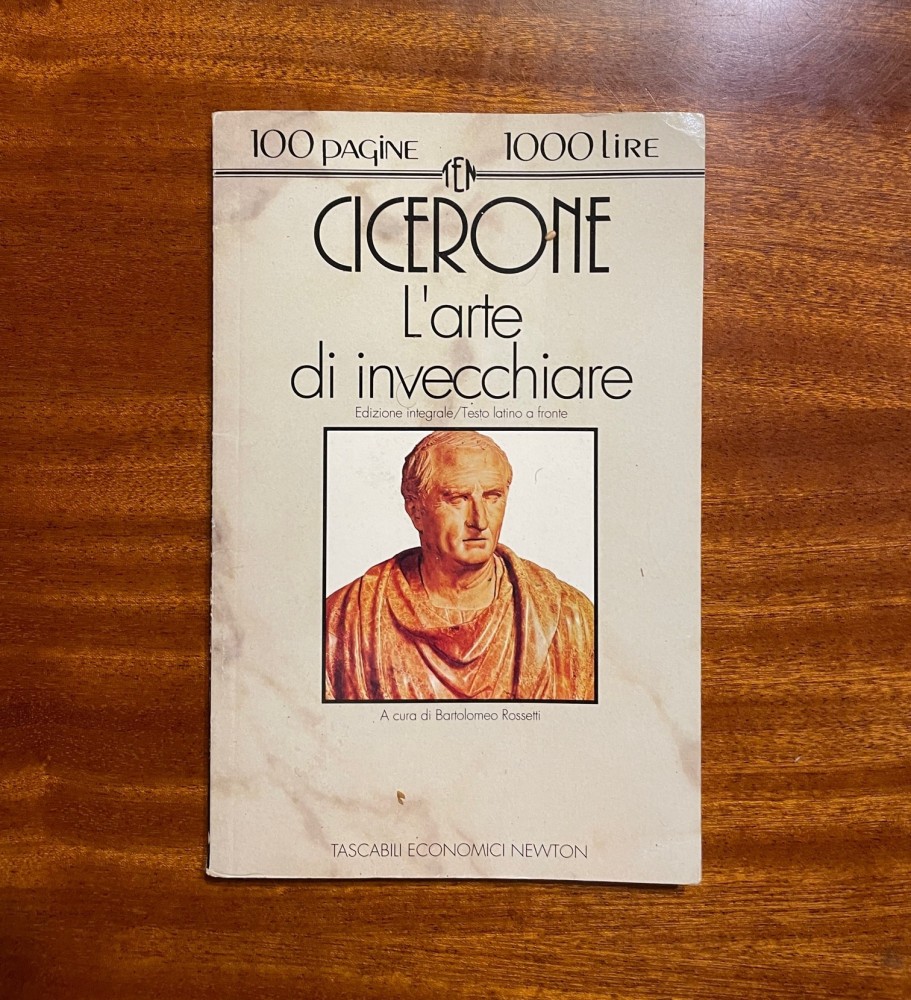 100 PAGiNE 1000 LiRE
TEN
CICERONE
L'arte
di invecchiare
Edizione integrale/Testo latino a fronte
A cura di Bartolomeo Rossetti
TASCABILI ECONOMICI NEWTON